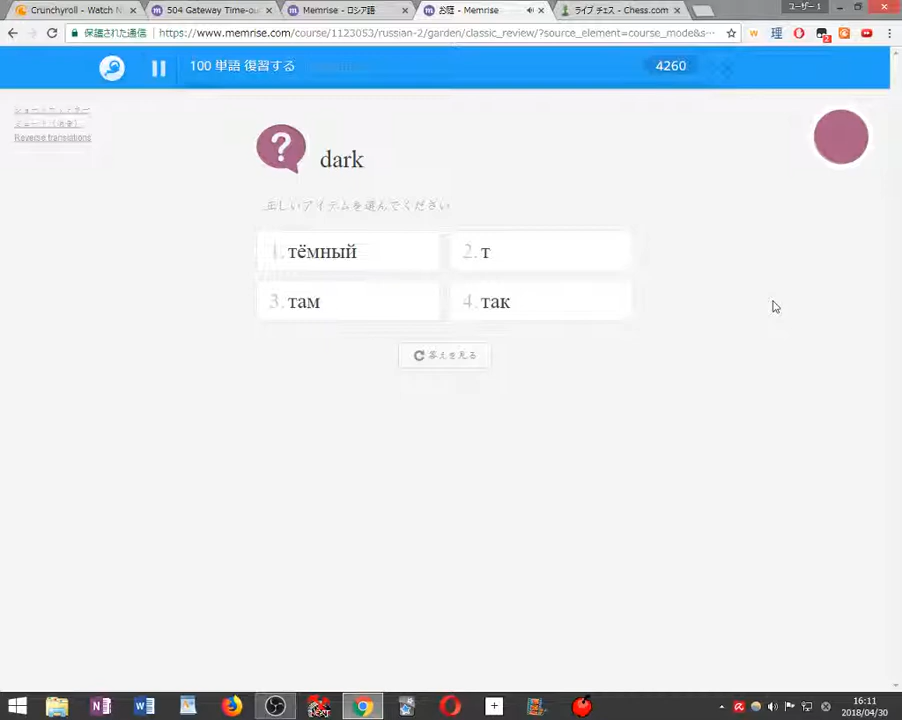 Crunchyroll - Watch N
504 Gateway Time-ou
Memrise - ロシア語
お題 - Memrise
ライブ チェス - Chess.com
ユーザー 1
保護された通信
https://www.memrise.com/course/1123053/russian-2/garden/classic_review/?source_element=course_mode&s…
100 単語 復習する
4260
Reverse transitions
dark
正しいアイテムを選んでください
1. тёмный
2. т
3. там
4. так
答えを見る
16:11
2018/04/30